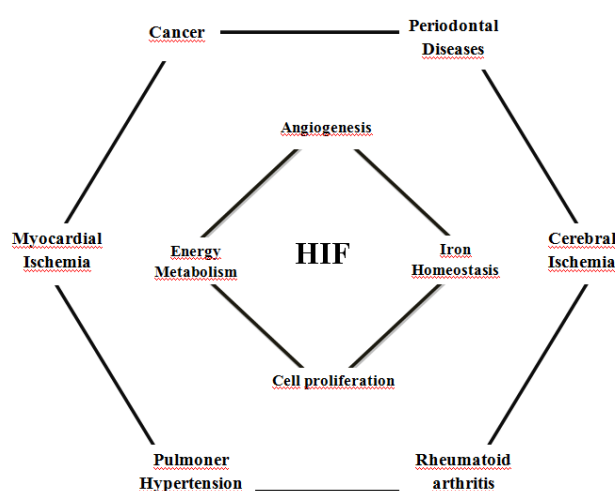 Cancer
Periodontal
Diseases
Angiogenesis
Myocardial
Ischemia
Energy
Metabolism
HIF
Iron
Homeostasis
Cerebral
Ischemia
Cell proliferation
Pulmoner
Hypertension
Rheumatoid
arthritis